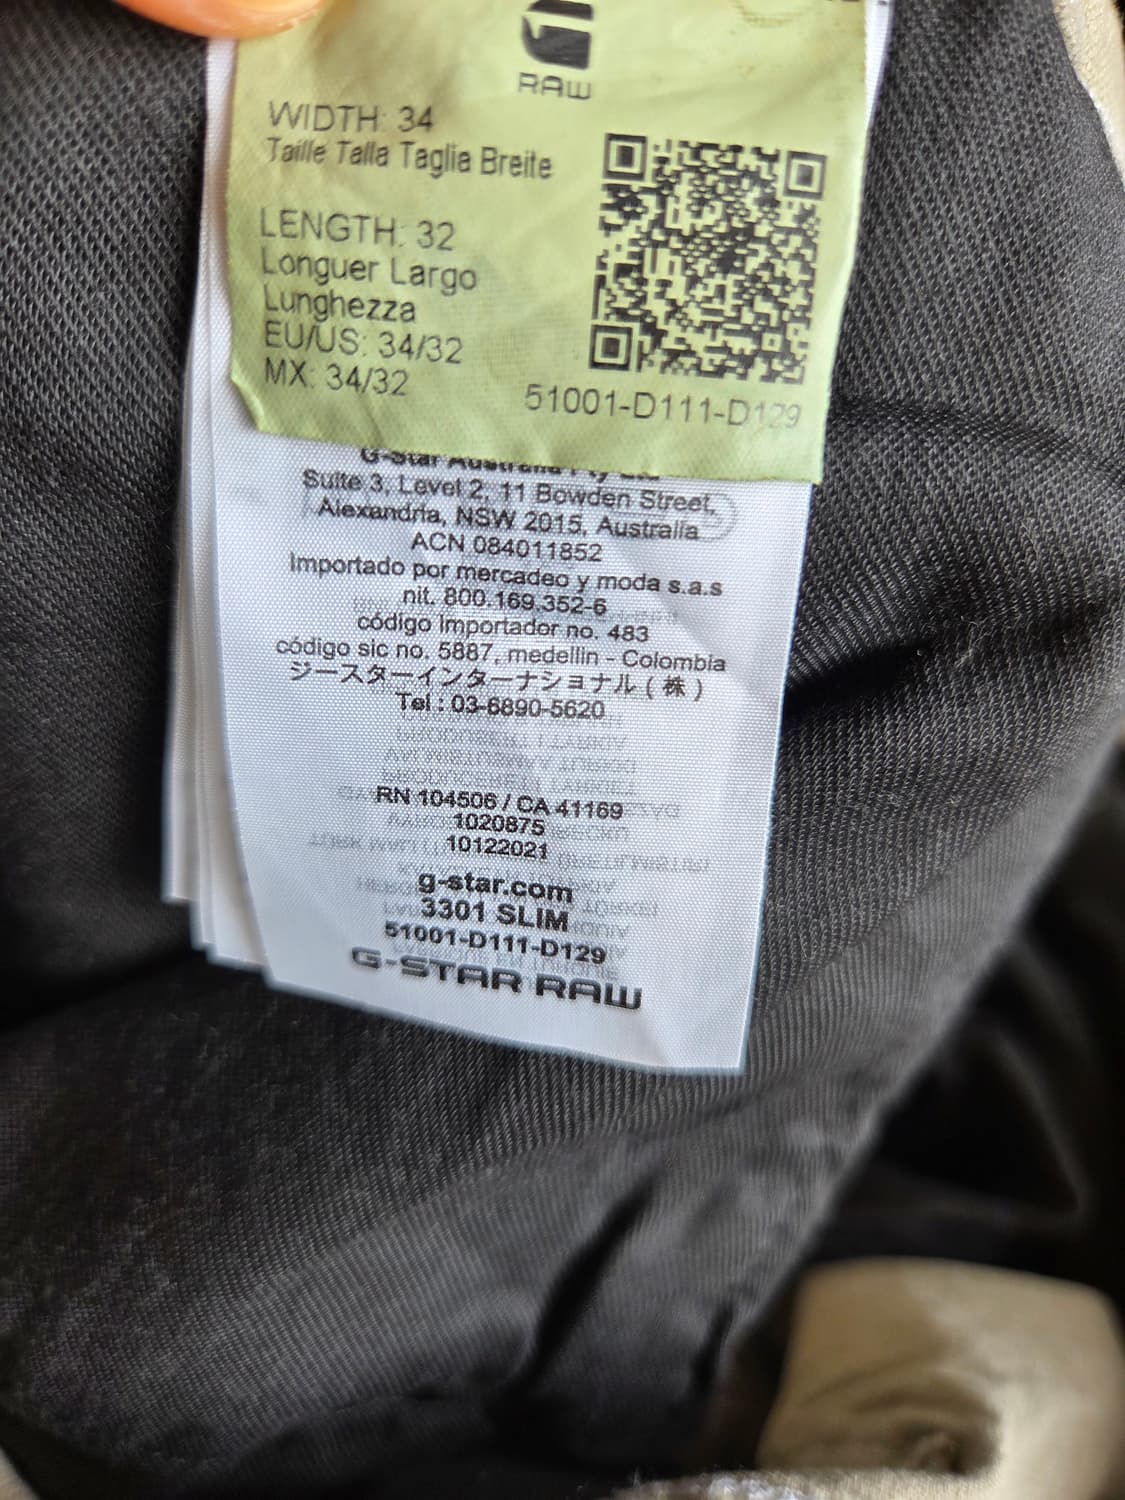 RAW
WIDTH: 34
Taille Talla Taglia Breite
LENGTH: 32
Longuer Largo
Lunghezza
EU/US: 34/32
MX: 34/32
51001-D111-D129
G-Star Australia Pty Ltd
Suite 3, Level 2, 11 Bowden Street,
Alexandria, NSW 2015, Australia
ACN 084011852
Importado por mercadeo y moda s.a.s
nit. 800.169.352-6
código importador no. 483
código sic no. 5887, medellin - Colombia
ジースターインターナショナル ( 株 )
Tel : 03-6890-5620
RN 104506 / CA 41169
1020875
10122021
g-star.com
3301 SLIM
51001-D111-D129
G-STAR RAW